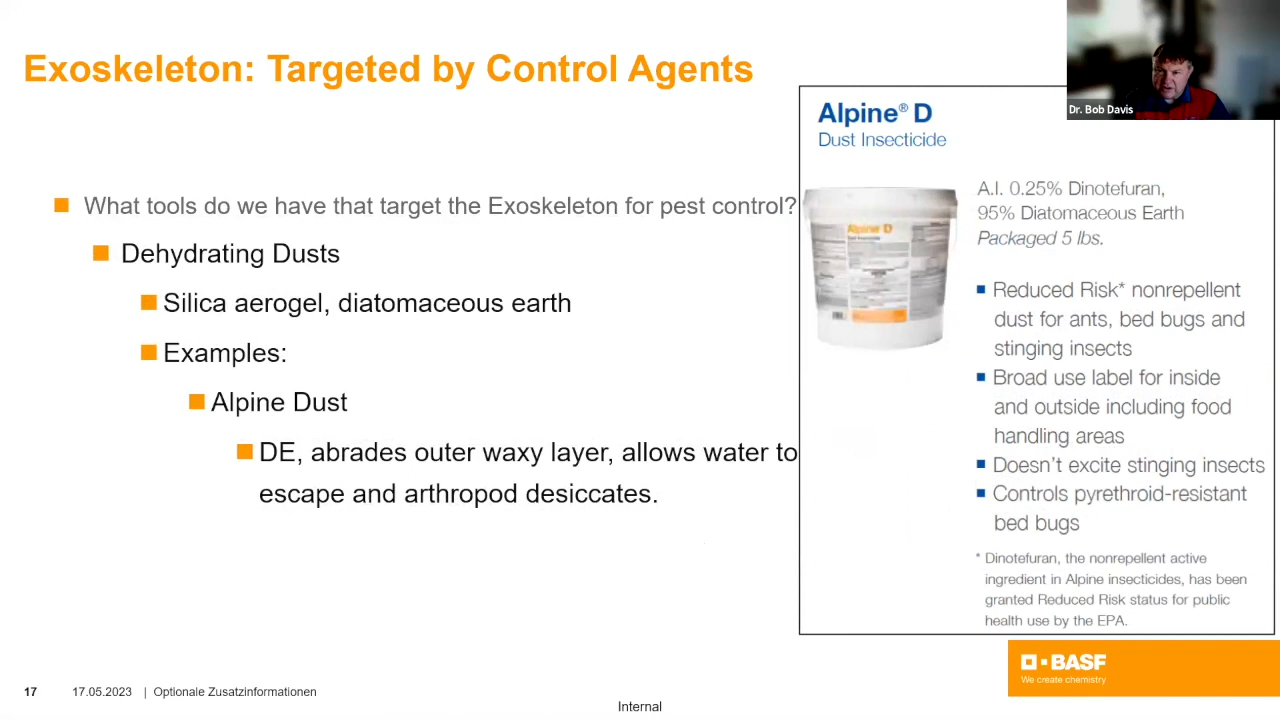 Exoskeleton: Targeted by Control Agents
Dr. Bob Davis
What tools do we have that target the Exoskeleton for pest control?
Dehydrating Dusts
Silica aerogel, diatomaceous earth
Examples:
Alpine Dust
DE, abrades outer waxy layer, allows water to
escape and arthropod desiccates.
Alpine® D
Dust Insecticide
Alpine D
A.I. 0.25% Dinotefuran,
95% Diatomaceous Earth
Packaged 5 lbs.
Reduced Risk* nonrepellent
dust for ants, bed bugs and
stinging insects
Broad use label for inside
and outside including food
handling areas
Doesn't excite stinging insects
Controls pyrethroid-resistant
bed bugs
* Dinotefuran, the nonrepellent active
ingredient in Alpine insecticides, has been
granted Reduced Risk status for public
health use by the EPA.
BASF
We create chemistry
17 17.05.2023 | Optionale Zusatzinformationen
Internal